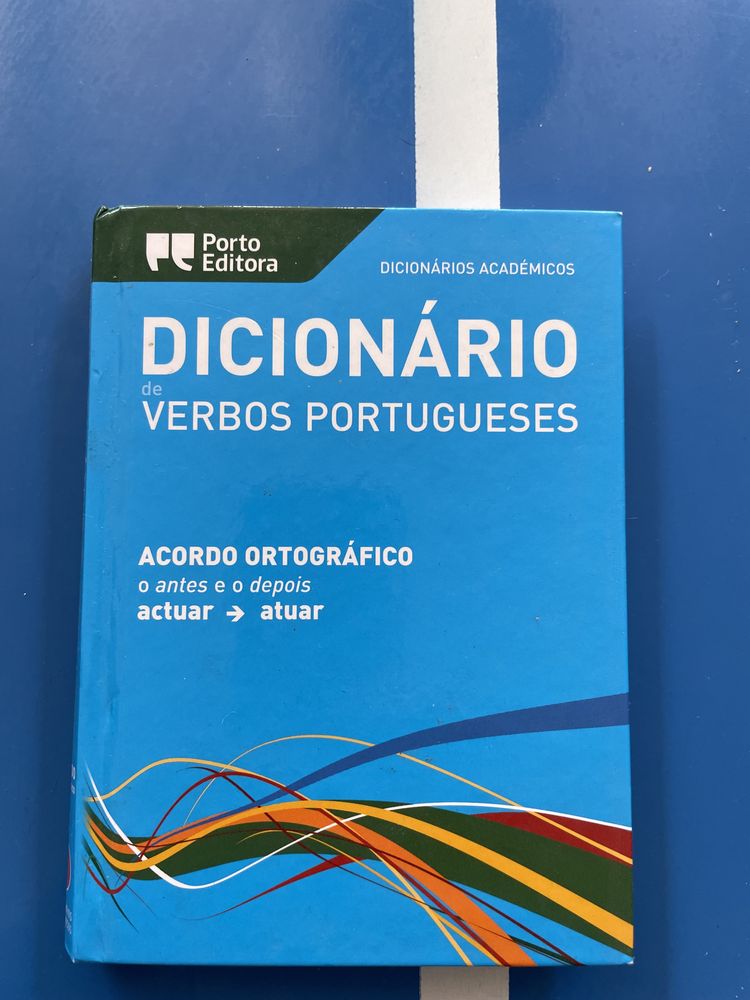 Porto
Editora
DICIONÁRIOS ACADÉMICOS
DICIONÁRIO
de
VERBOS PORTUGUESES
ACORDO ORTOGRÁFICO
o antes e o depois
actuar → atuar